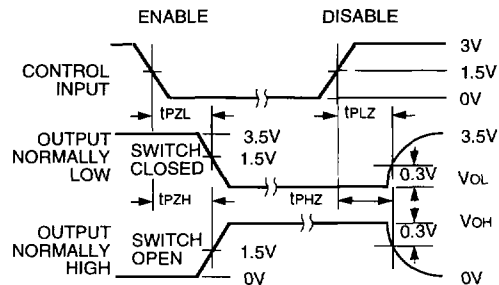 ENABLE DISABLE
3V
CONTROL INPUT 1.5V
0V
tPZL tPLZ
OUTPUT NORMALLY LOW
SWITCH CLOSED
3.5V
1.5V
3.5V
0.3V
VOL
tPZH tPHZ
VOH
0.3V
OUTPUT NORMALLY HIGH
SWITCH OPEN
1.5V
0V
0V